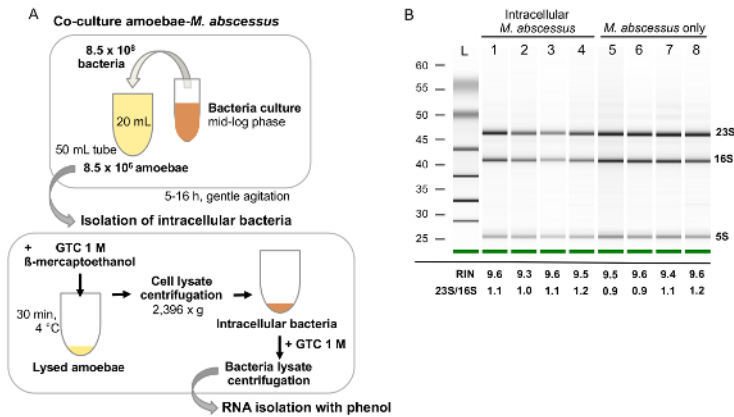 A
Co-culture amoebae-M. abscessus
8.5 x 10⁸
bacteria
20 mL
Bacteria culture
mid-log phase
50 mL tube
8.5 x 10⁶ amoebae
5-16 h, gentle agitation
Isolation of intracellular bacteria
+ GTC 1 M
ß-mercaptoethanol
30 min,
4 °C
Lysed amoebae
Cell lysate
centrifugation
2,396 x g
Intracellular bacteria
+ GTC 1 M
Bacteria lysate
centrifugation
RNA isolation with phenol
B
Intracellular
M. abscessus
M. abscessus only
L 1 2 3 4 5 6 7 8
60
55
50
45
40
35
30
25
23S
16S
5S
RIN 9.6 9.3 9.6 9.5 9.5 9.6 9.4 9.6
23S/16S 1.1 1.0 1.1 1.2 0.9 0.9 1.1 1.2